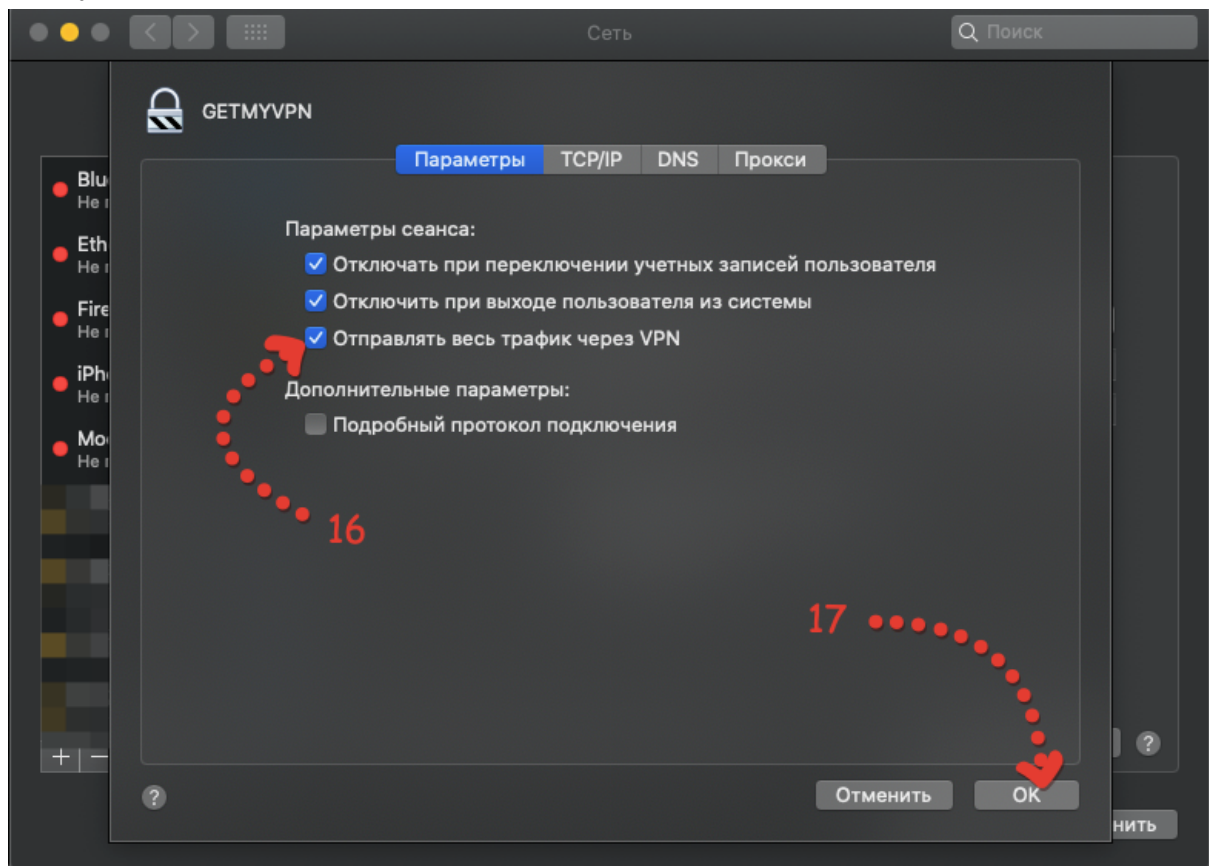 Сеть
Поиск
GETMYVPN
Параметры TCP/IP DNS Прокси
Параметры сеанса:
Отключать при переключении учетных записей пользователя
Отключить при выходе пользователя из системы
Отправлять весь трафик через VPN
Дополнительные параметры:
Подробный протокол подключения
16
17
+ −
?
?
Отменить OK